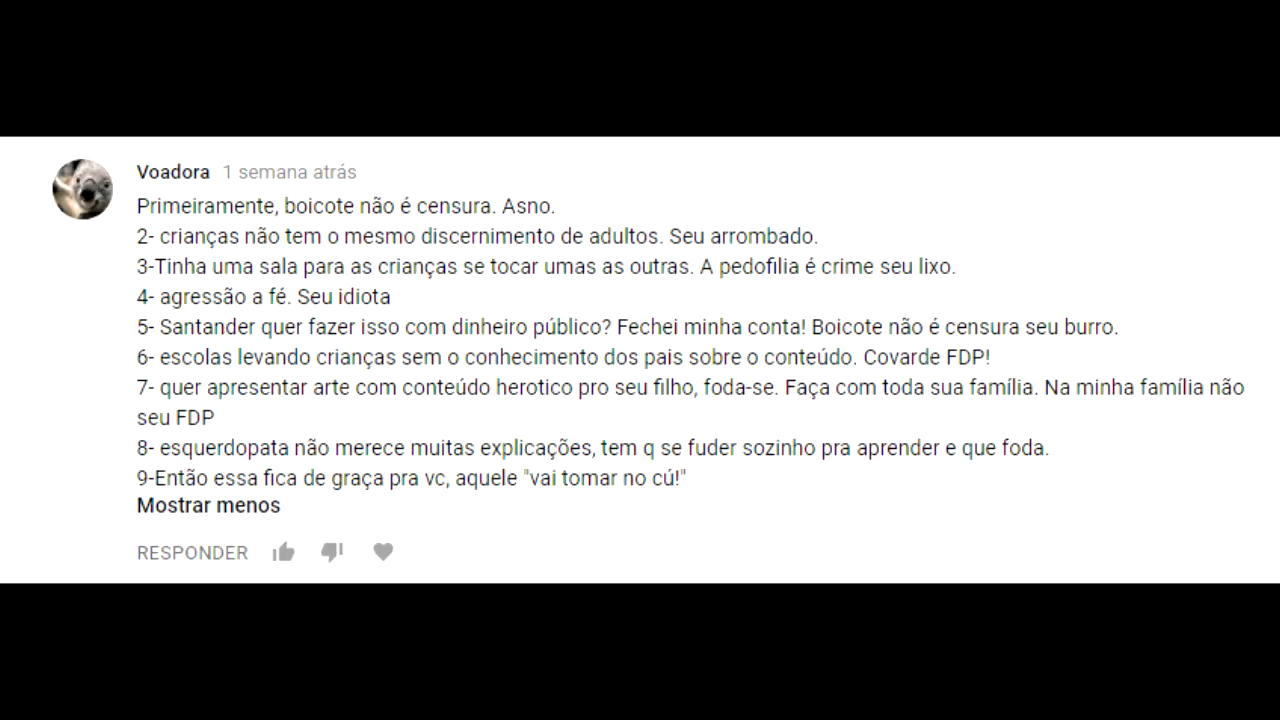 Voadora 1 semana atrás
Primeiramente, boicote não é censura. Asno.
2- crianças não tem o mesmo discernimento de adultos. Seu arrombado.
3-Tinha uma sala para as crianças se tocar umas as outras. A pedofilia é crime seu lixo.
4- agressão a fé. Seu idiota
5- Santander quer fazer isso com dinheiro público? Fechei minha conta! Boicote não é censura seu burro.
6- escolas levando crianças sem o conhecimento dos pais sobre o conteúdo. Covarde FDP!
7- quer apresentar arte com conteúdo herotico pro seu filho, foda-se. Faça com toda sua família. Na minha família não
seu FDP
8- esquerdopata não merece muitas explicações, tem q se fuder sozinho pra aprender e que foda.
9-Então essa fica de graça pra vc, aquele "vai tomar no cú!"
Mostrar menos
RESPONDER